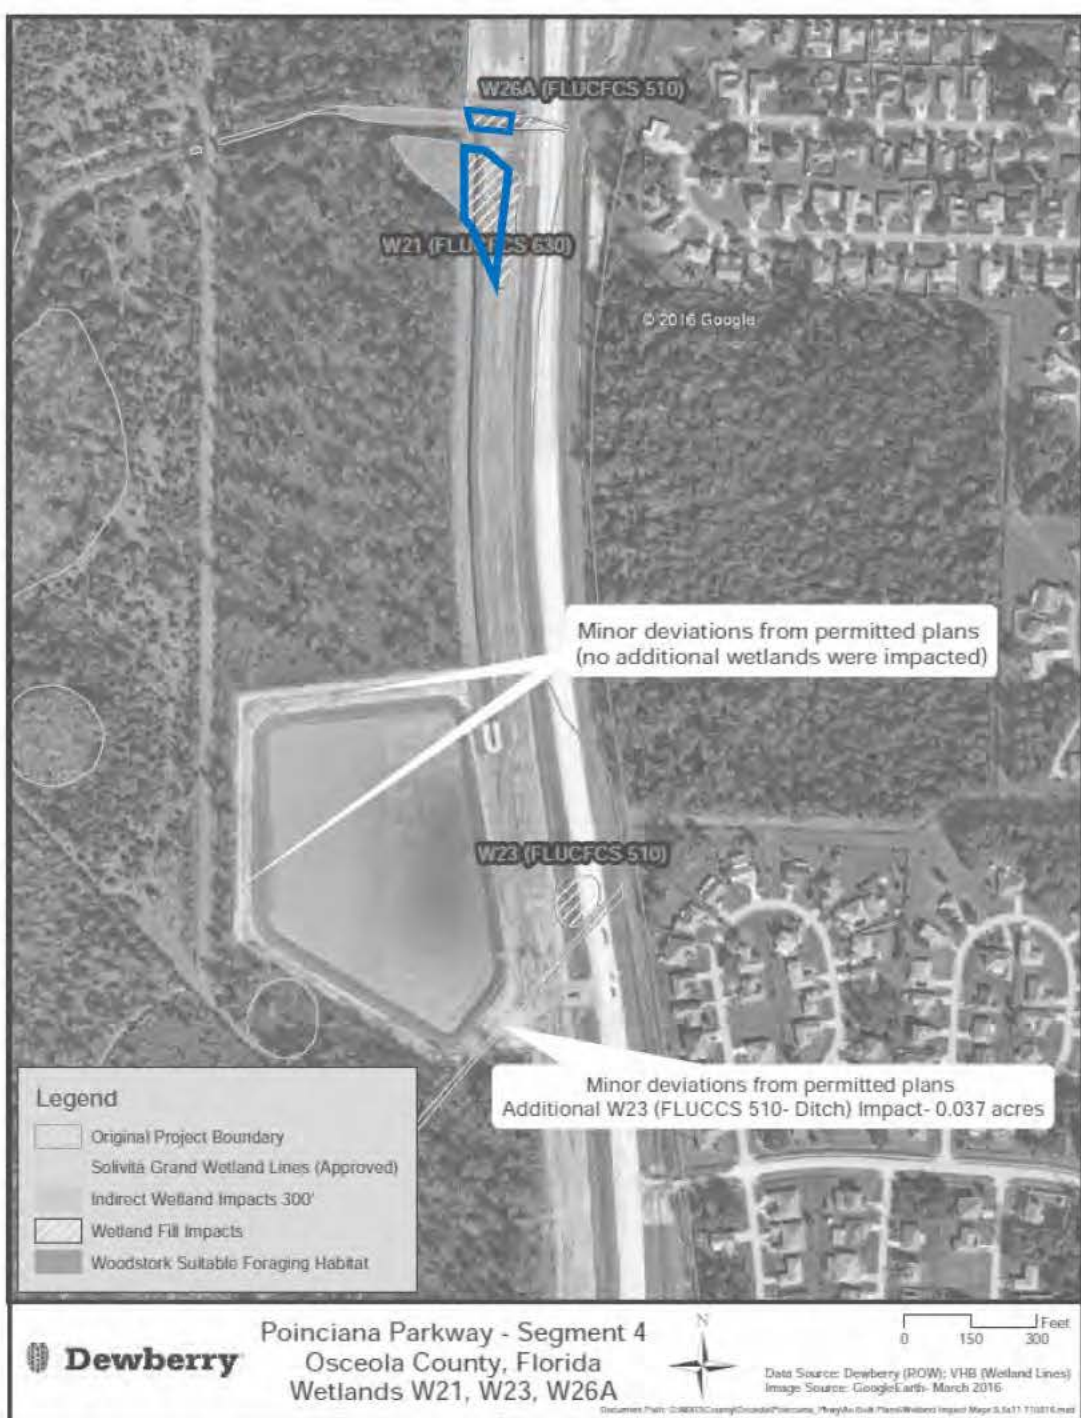 W26A (FLUCFCS 510)
W21 (FLUCFCS 630)
© 2016 Google
Minor deviations from permitted plans
(no additional wetlands were impacted)
W23 (FLUCFCS 510)
Minor deviations from permitted plans
Additional W23 (FLUCCS 510- Ditch) Impact- 0.037 acres
Legend
Original Project Boundary
Solivita Grand Wetland Lines (Approved)
Indirect Wetland Impacts 300'
Wetland Fill Impacts
Woodstork Suitable Foraging Habitat
Dewberry
Poinciana Parkway - Segment 4
Osceola County, Florida
Wetlands W21, W23, W26A
N
Feet
0 150 300
Data Source: Dewberry (ROW); VHB (Wetland Lines)
Image Source: GoogleEarth- March 2016
Document Path: